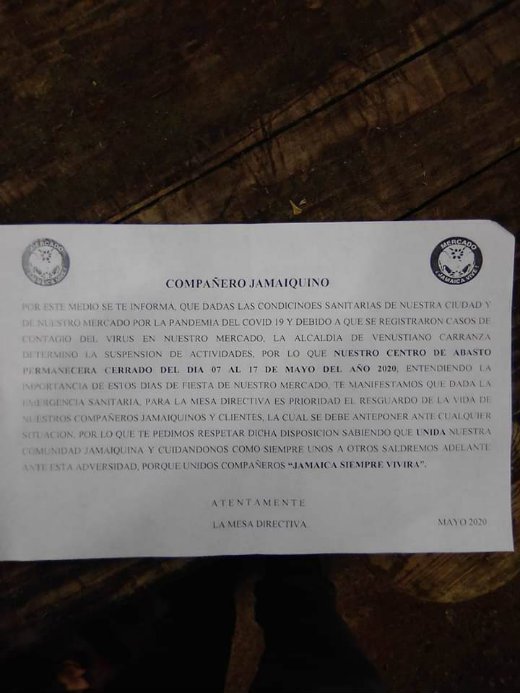 MERCADO
JAMAICA VIVE
MERCADO
JAMAICA VIVE
COMPAÑERO JAMAIQUINO
POR ESTE MEDIO SE TE INFORMA, QUE DADAS LAS CONDICINOES SANITARIAS DE NUESTRA CIUDAD Y
DE NUESTRO MERCADO POR LA PANDEMIA DEL COVID 19 Y DEBIDO A QUE SE REGISTRARON CASOS DE
CONTAGIO DEL VIRUS EN NUESTRO MERCADO, LA ALCALDIA DE VENUSTIANO CARRANZA
DETERMINO LA SUSPENSION DE ACTIVIDADES, POR LO QUE NUESTRO CENTRO DE ABASTO
PERMANECERA CERRADO DEL DIA 07 AL 17 DE MAYO DEL AÑO 2020, ENTENDIENDO LA
IMPORTANCIA DE ESTOS DIAS DE FIESTA DE NUESTRO MERCADO, TE MANIFESTAMOS QUE DADA LA
EMERGENCIA SANITARIA, PARA LA MESA DIRECTIVA ES PRIORIDAD EL RESGUARDO DE LA VIDA DE
NUESTROS COMPAÑEROS JAMAIQUINOS Y CLIENTES, LA CUAL SE DEBE ANTEPONER ANTE CUALQUIER
SITUACION, POR LO QUE TE PEDIMOS RESPETAR DICHA DISPOSICION SABIENDO QUE UNIDA NUESTRA
COMUNIDAD JAMAIQUINA Y CUIDANDONOS COMO SIEMPRE UNOS A OTROS SALDREMOS ADELANTE
ANTE ESTA ADVERSIDAD, PORQUE UNIDOS COMPAÑEROS “JAMAICA SIEMPRE VIVIRA”.
ATENTAMENTE
LA MESA DIRECTIVA
MAYO 2020